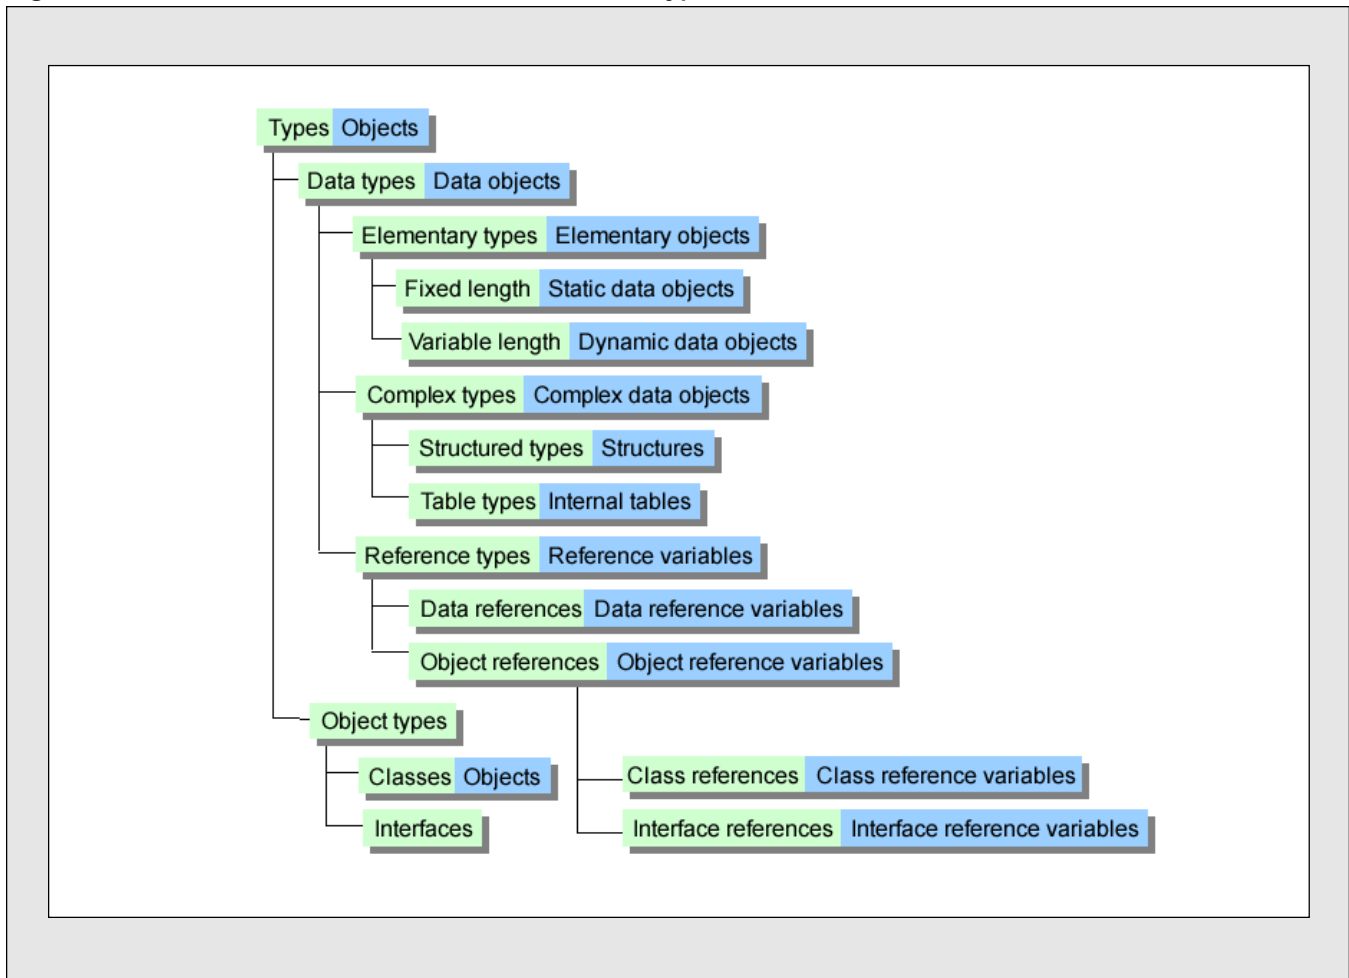 Types Objects
Data types Data objects
Elementary types Elementary objects
Fixed length Static data objects
Variable length Dynamic data objects
Complex types Complex data objects
Structured types Structures
Table types Internal tables
Reference types Reference variables
Data references Data reference variables
Object references Object reference variables
Object types
Classes Objects
Class references Class reference variables
Interfaces
Interface references Interface reference variables